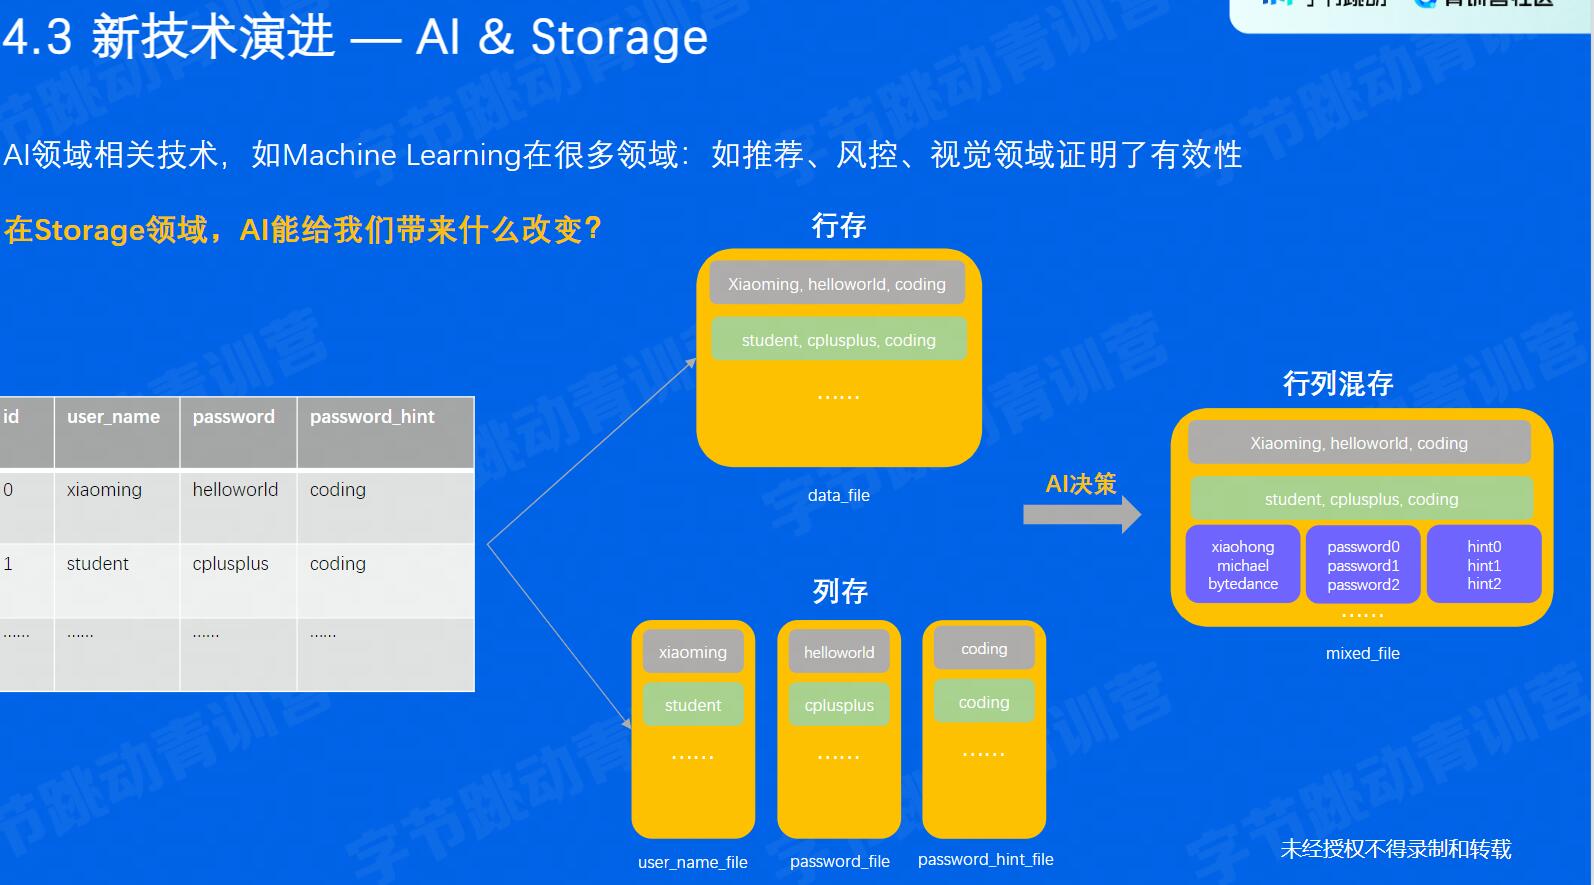 4.3 新技术演进 — AI & Storage
AI领域相关技术，如Machine Learning在很多领域：如推荐、风控、视觉领域证明了有效性
在Storage领域，AI能给我们带来什么改变？
id user_name password password_hint
0 xiaoming helloworld coding
1 student cplusplus coding
...... ...... ...... ......
行存
Xiaoming, helloworld, coding
student, cplusplus, coding
......
data_file
列存
xiaoming
student
......
user_name_file
helloworld
cplusplus
......
password_file
coding
coding
......
password_hint_file
AI决策
行列混存
Xiaoming, helloworld, coding
student, cplusplus, coding
xiaohong
michael
bytedance
password0
password1
password2
hint0
hint1
hint2
......
mixed_file
未经授权不得录制和转载
字节跳动青训营